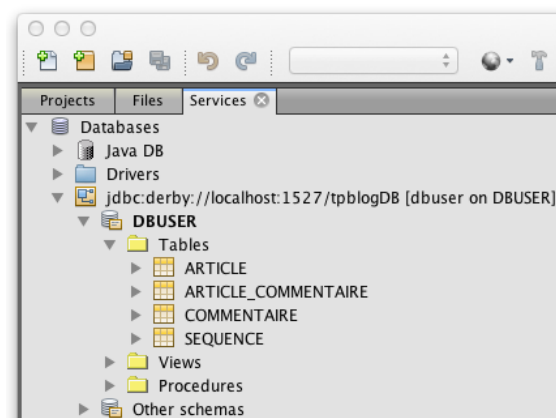 Projects Files Services
Databases
Java DB
Drivers
jdbc:derby://localhost:1527/tpblogDB [dbuser on DBUSER]
DBUSER
Tables
ARTICLE
ARTICLE_COMMENTAIRE
COMMENTAIRE
SEQUENCE
Views
Procedures
Other schemas